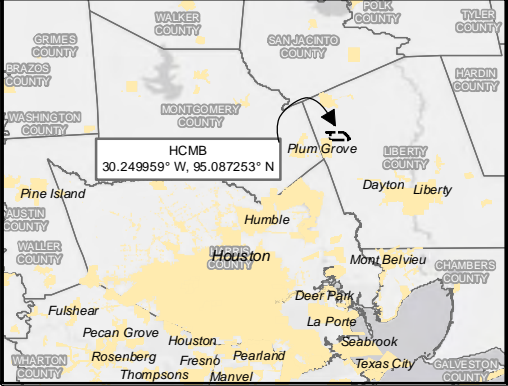 POLK
COUNTY
WALKER
COUNTY
TYLER
COUNTY
GRIMES
COUNTY
SAN JACINTO
COUNTY
BRAZOS
COUNTY
HARDIN
COUNTY
MONTGOMERY
COUNTY
WASHINGTON
COUNTY
HCMB
30.249959° W, 95.087253° N
Plum Grove
LIBERTY
COUNTY
Pine Island
Dayton
Liberty
AUSTIN
COUNTY
Humble
WALLER
COUNTY
HARRIS
COUNTY
Houston
Mont Belvieu
CHAMBERS
COUNTY
Deer Park
Fulshear
La Porte
Pecan Grove
Houston
Seabrook
WHARTON
COUNTY
Rosenberg
Fresno
Pearland
Texas City
GALVESTON
COUNTY
Thompsons
Manvel